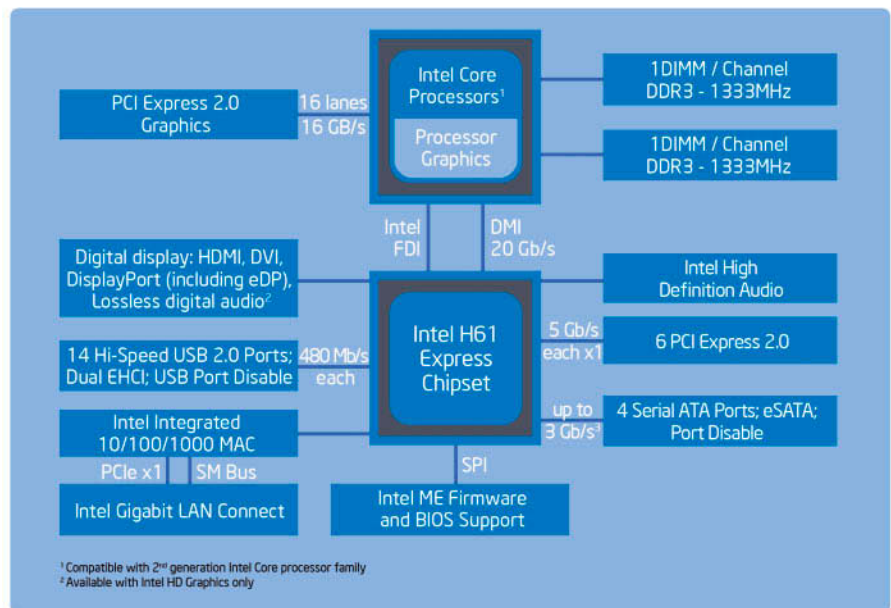 Intel Core
Processors¹
Processor
Graphics
PCI Express 2.0
Graphics
16 lanes
16 GB/s
1DIMM / Channel
DDR3 - 1333MHz
1DIMM / Channel
DDR3 - 1333MHz
Intel
FDI
DMI
20 Gb/s
Digital display: HDMI, DVI,
DisplayPort (including eDP),
Lossless digital audio²
Intel High
Definition Audio
Intel H61
Express
Chipset
14 Hi-Speed USB 2.0 Ports;
Dual EHCI; USB Port Disable
480 Mb/s
each
5 Gb/s
each x1
6 PCI Express 2.0
Intel Integrated
10/100/1000 MAC
up to
3 Gb/s³
4 Serial ATA Ports; eSATA;
Port Disable
PCIe x1
SM Bus
SPI
Intel Gigabit LAN Connect
Intel ME Firmware
and BIOS Support
¹ Compatible with 2ⁿᵈ generation Intel Core processor family
² Available with Intel HD Graphics only